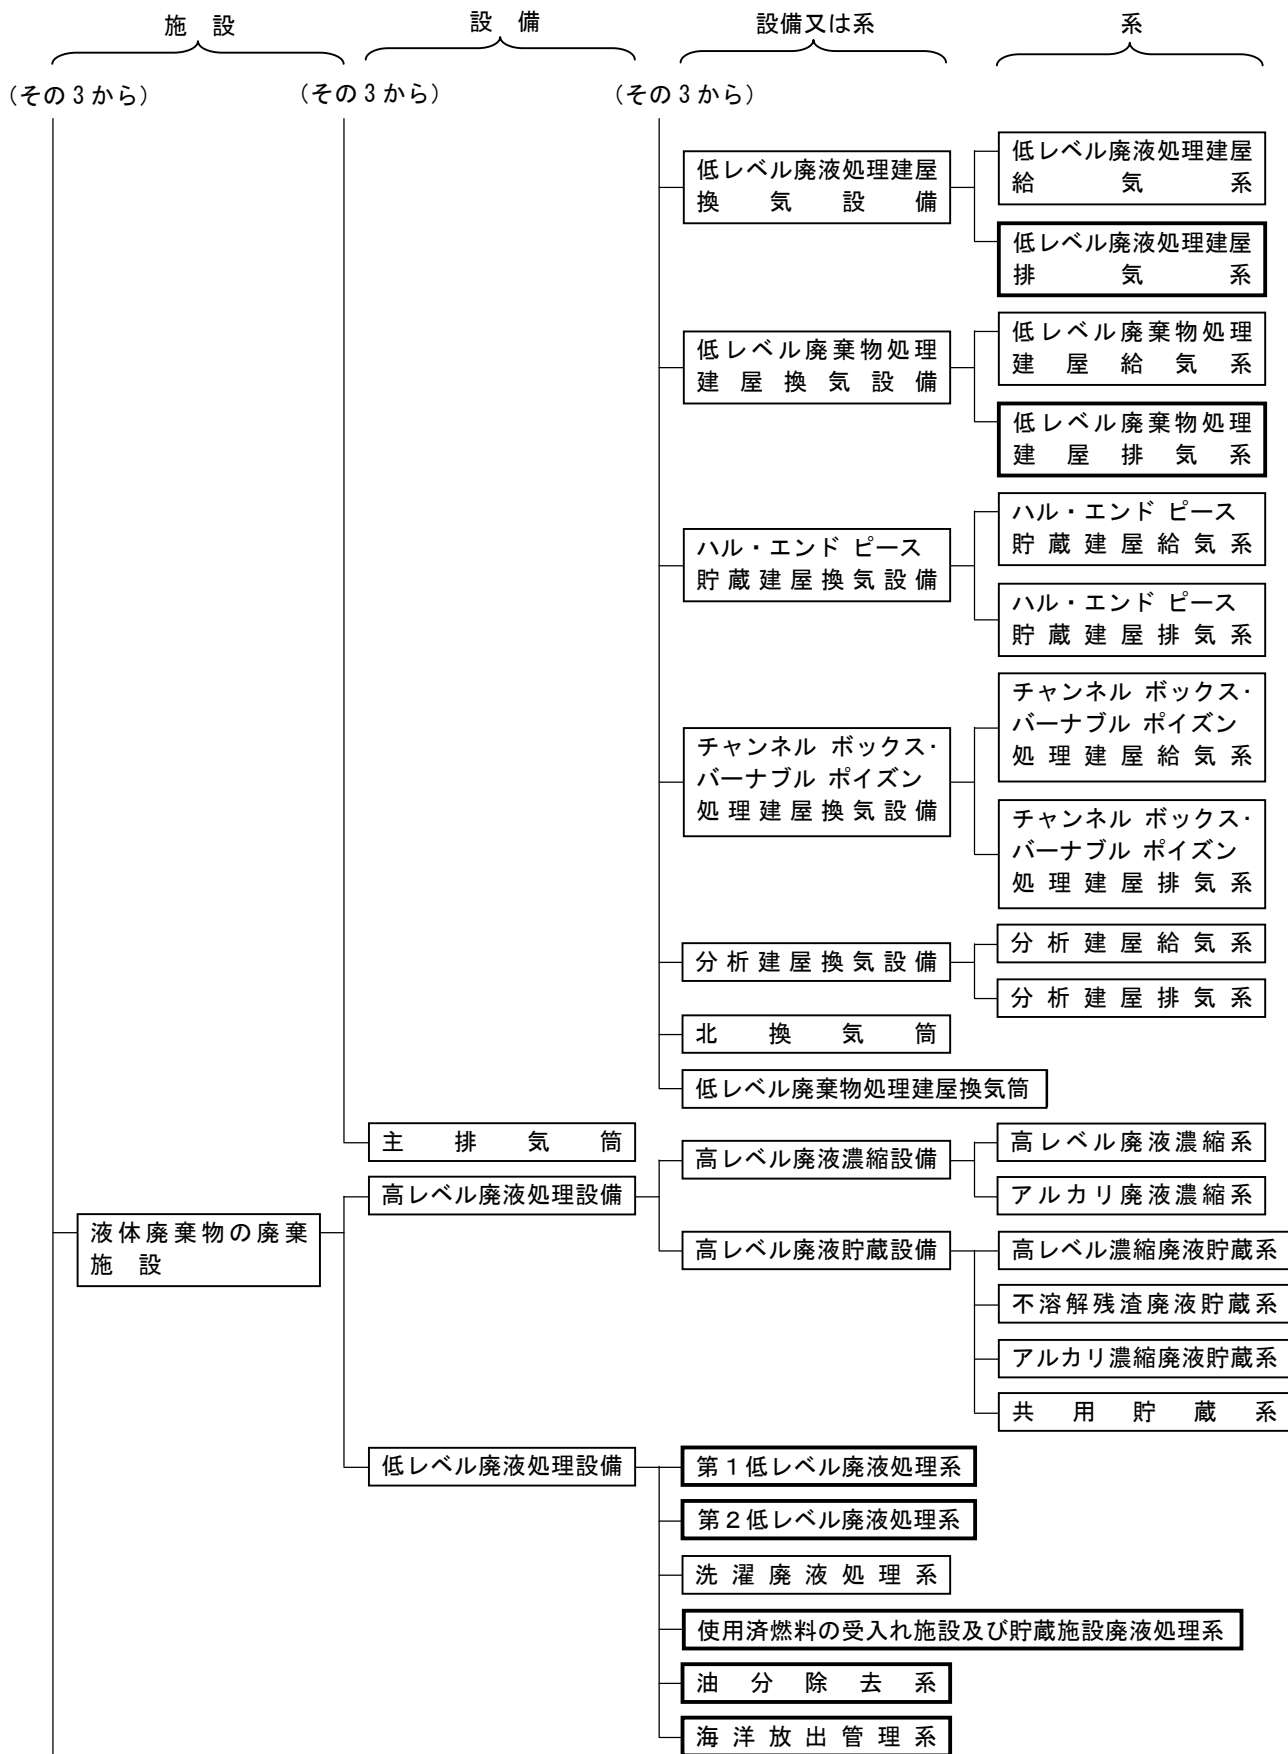 施設
設備
設備又は系
系
（その３から）
（その３から）
（その３から）
低レベル廃液処理建屋
換気設備
低レベル廃液処理建屋
給気系
低レベル廃液処理建屋
排気系
低レベル廃棄物処理
建屋換気設備
低レベル廃棄物処理
建屋給気系
低レベル廃棄物処理
建屋排気系
ハル・エンド ピース
貯蔵建屋換気設備
ハル・エンド ピース
貯蔵建屋給気系
ハル・エンド ピース
貯蔵建屋排気系
チャンネル ボックス・
バーナブル ポイズン
処理建屋換気設備
チャンネル ボックス・
バーナブル ポイズン
処理建屋給気系
チャンネル ボックス・
バーナブル ポイズン
処理建屋排気系
分析建屋換気設備
分析建屋給気系
分析建屋排気系
北換気筒
低レベル廃棄物処理建屋換気筒
主排気筒
液体廃棄物の廃棄
施設
高レベル廃液処理設備
高レベル廃液濃縮設備
高レベル廃液濃縮系
アルカリ廃液濃縮系
高レベル廃液貯蔵設備
高レベル濃縮廃液貯蔵系
不溶解残渣廃液貯蔵系
アルカリ濃縮廃液貯蔵系
共用貯蔵系
低レベル廃液処理設備
第１低レベル廃液処理系
第２低レベル廃液処理系
洗濯廃液処理系
使用済燃料の受入れ施設及び貯蔵施設廃液処理系
油分除去系
海洋放出管理系